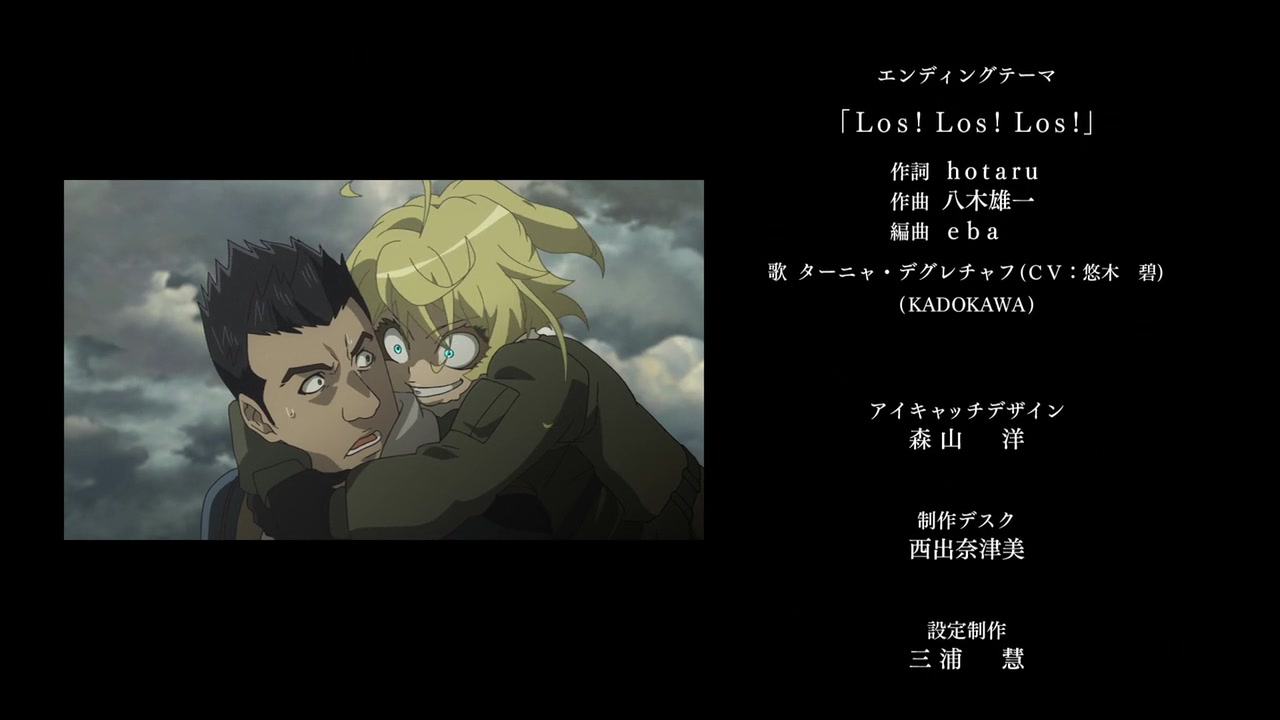 エンディングテーマ
「Los! Los! Los!」
作詞 hotaru
作曲 八木雄一
編曲 eba
歌 ターニャ・デグレチャフ(CV:悠木　碧)
(KADOKAWA)
アイキャッチデザイン
森山　洋
制作デスク
西出奈津美
設定制作
三浦　慧